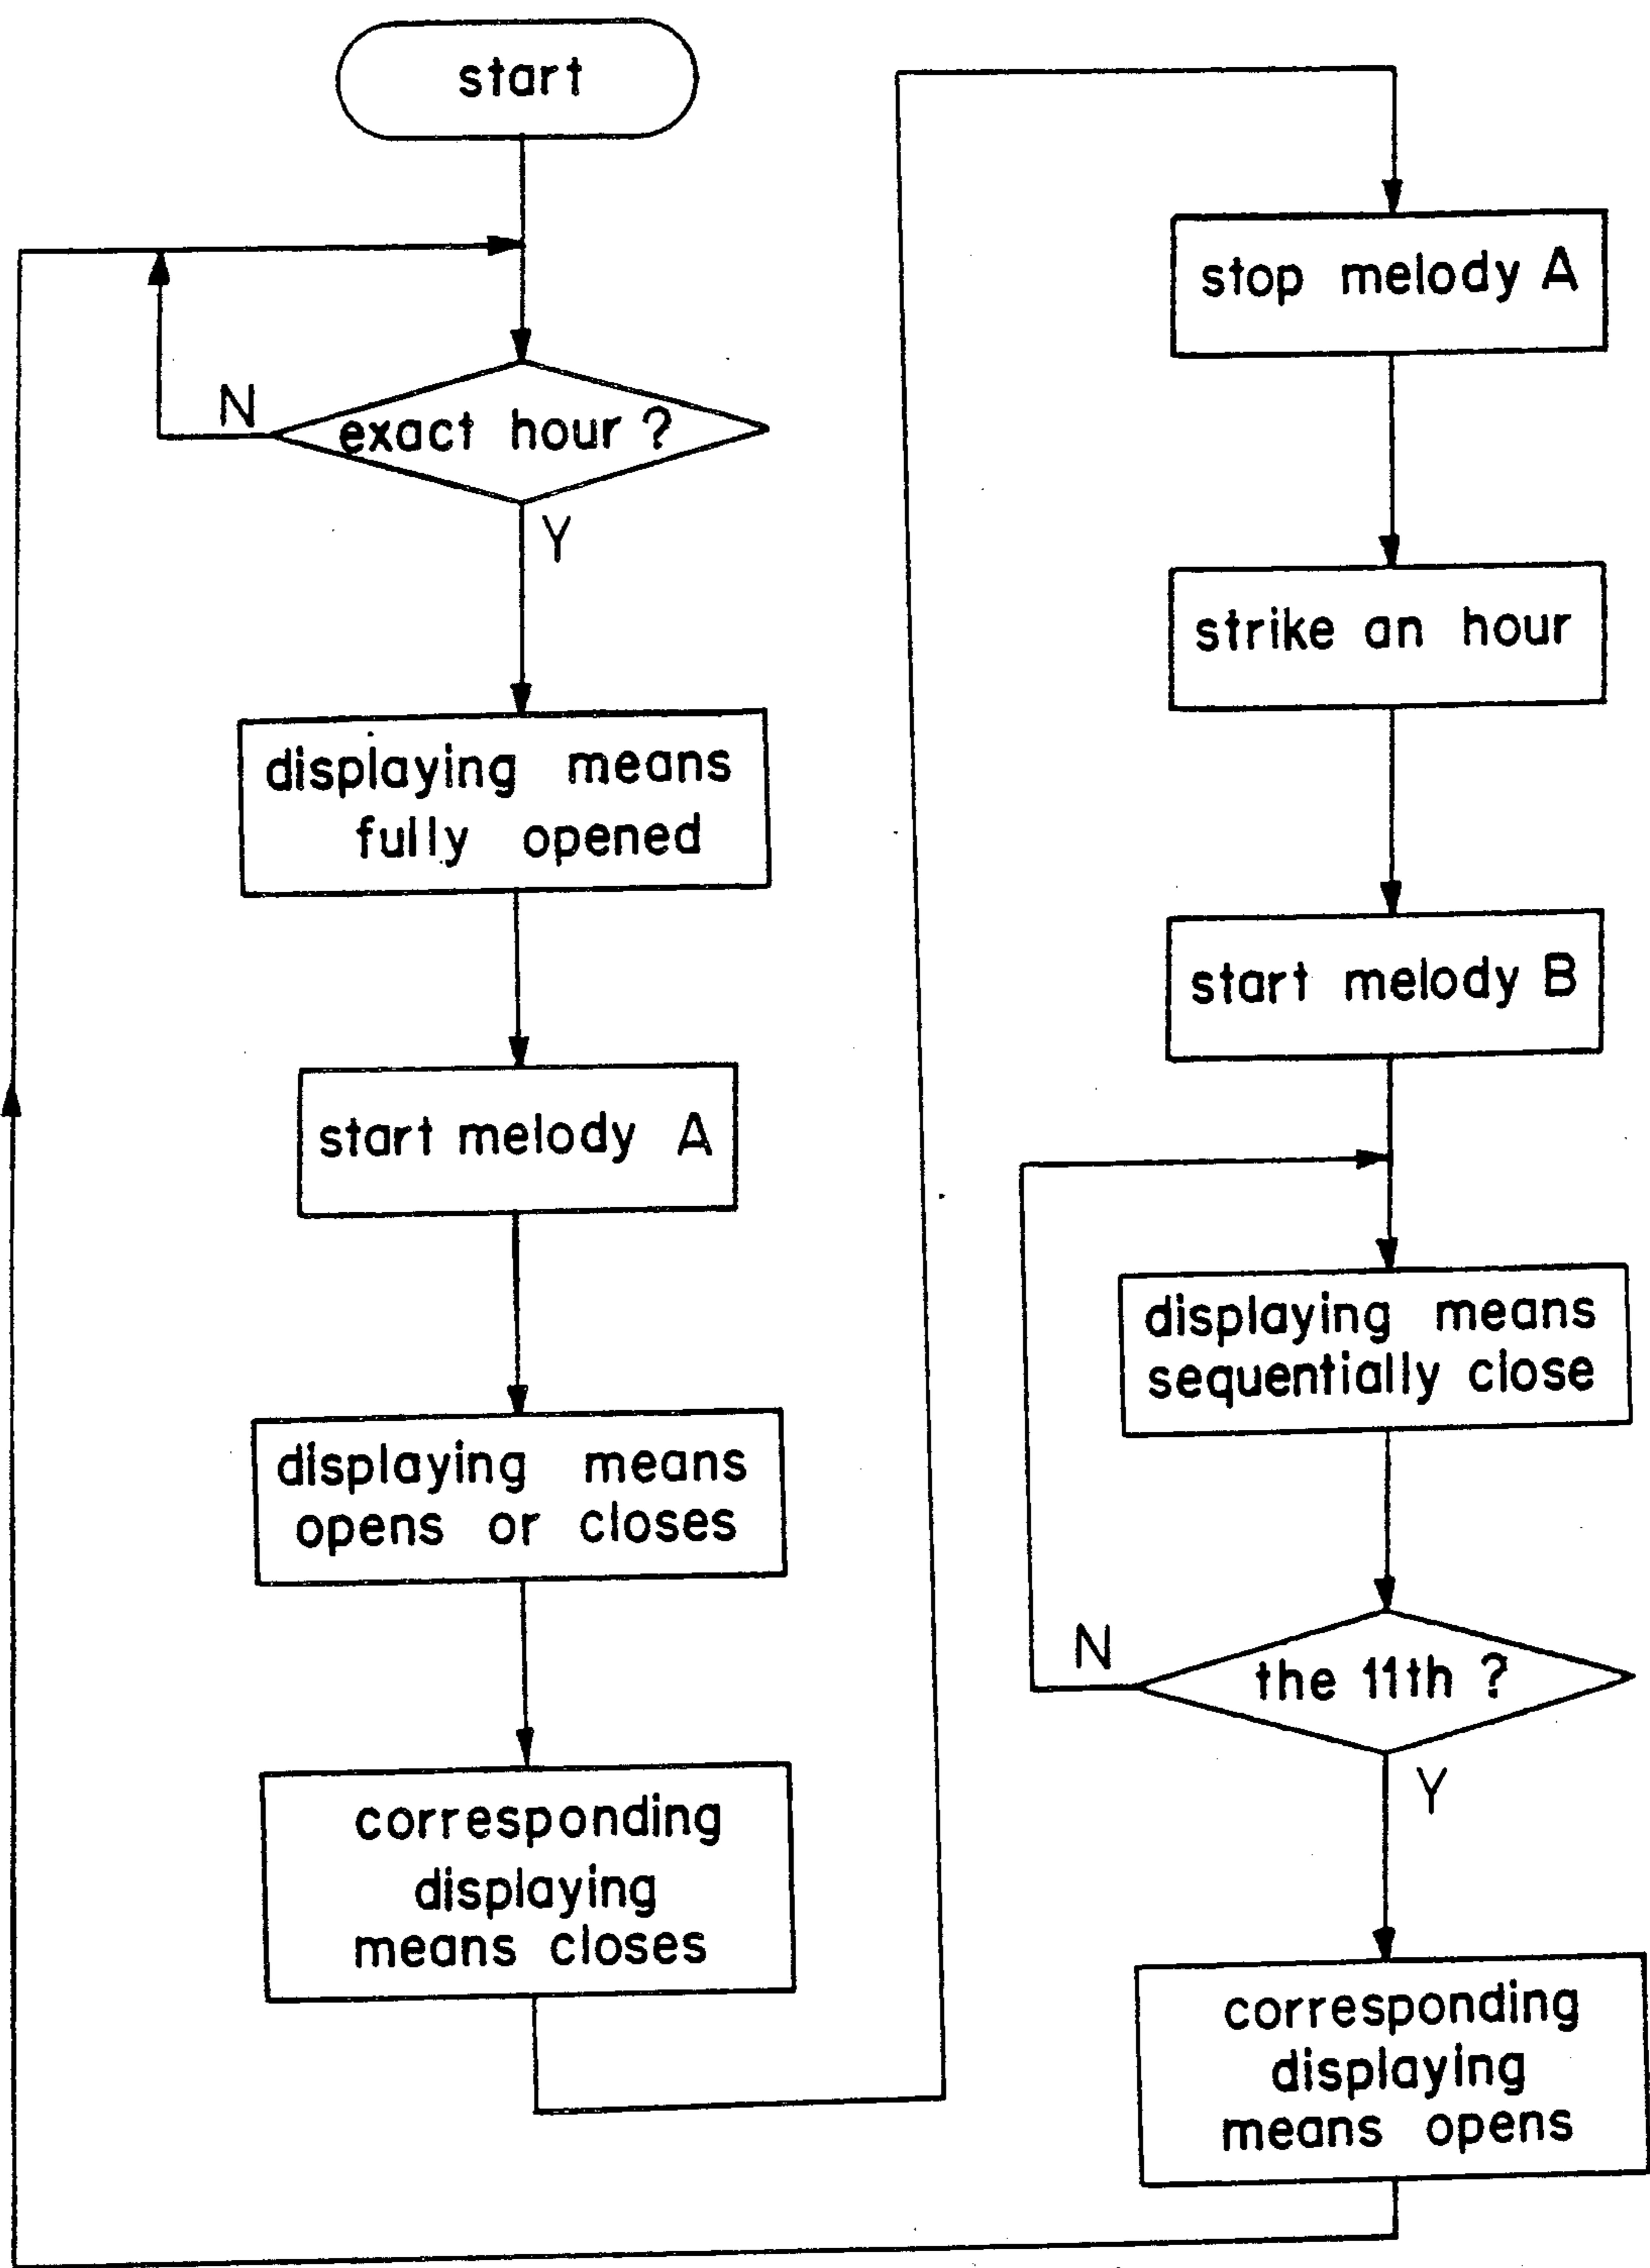 start
N
exact hour ?
Y
displaying means
fully opened
start melody A
displaying means
opens or closes
corresponding
displaying
means closes
stop melody A
strike an hour
start melody B
displaying means
sequentially close
N
the 11th ?
Y
corresponding
displaying
means opens